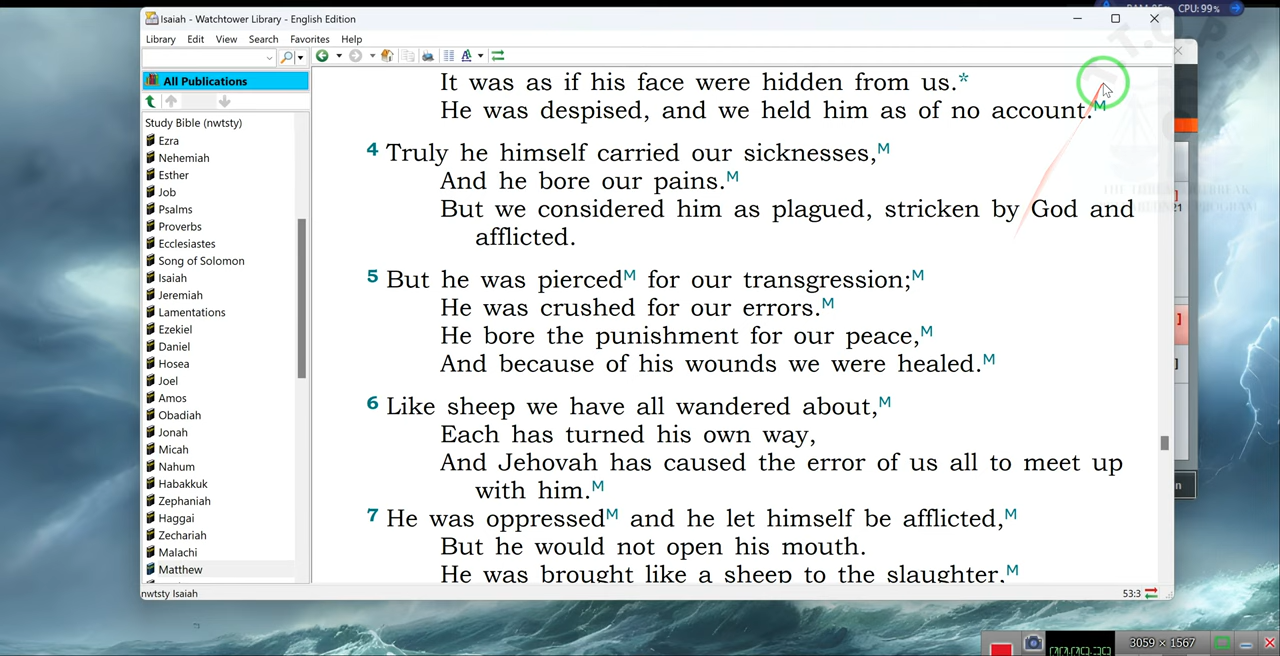 Isaiah - Watchtower Library - English Edition
CPU: 99%
Library Edit View Search Favorites Help
All Publications
Study Bible (nwtsty)
Ezra
Nehemiah
Esther
Job
Psalms
Proverbs
Ecclesiastes
Song of Solomon
Isaiah
Jeremiah
Lamentations
Ezekiel
Daniel
Hosea
Joel
Amos
Obadiah
Jonah
Micah
Nahum
Habakkuk
Zephaniah
Haggai
Zechariah
Malachi
Matthew
It was as if his face were hidden from us.*
He was despised, and we held him as of no account.M
4 Truly he himself carried our sicknesses,M
And he bore our pains.M
But we considered him as plagued, stricken by God and
afflicted.
5 But he was piercedM for our transgression;M
He was crushed for our errors.M
He bore the punishment for our peace,M
And because of his wounds we were healed.M
6 Like sheep we have all wandered about,M
Each has turned his own way,
And Jehovah has caused the error of us all to meet up
with him.M
7 He was oppressedM and he let himself be afflicted,M
But he would not open his mouth.
He was brought like a sheep to the slaughter,M
nwtsty Isaiah
53:3
3059 × 1567